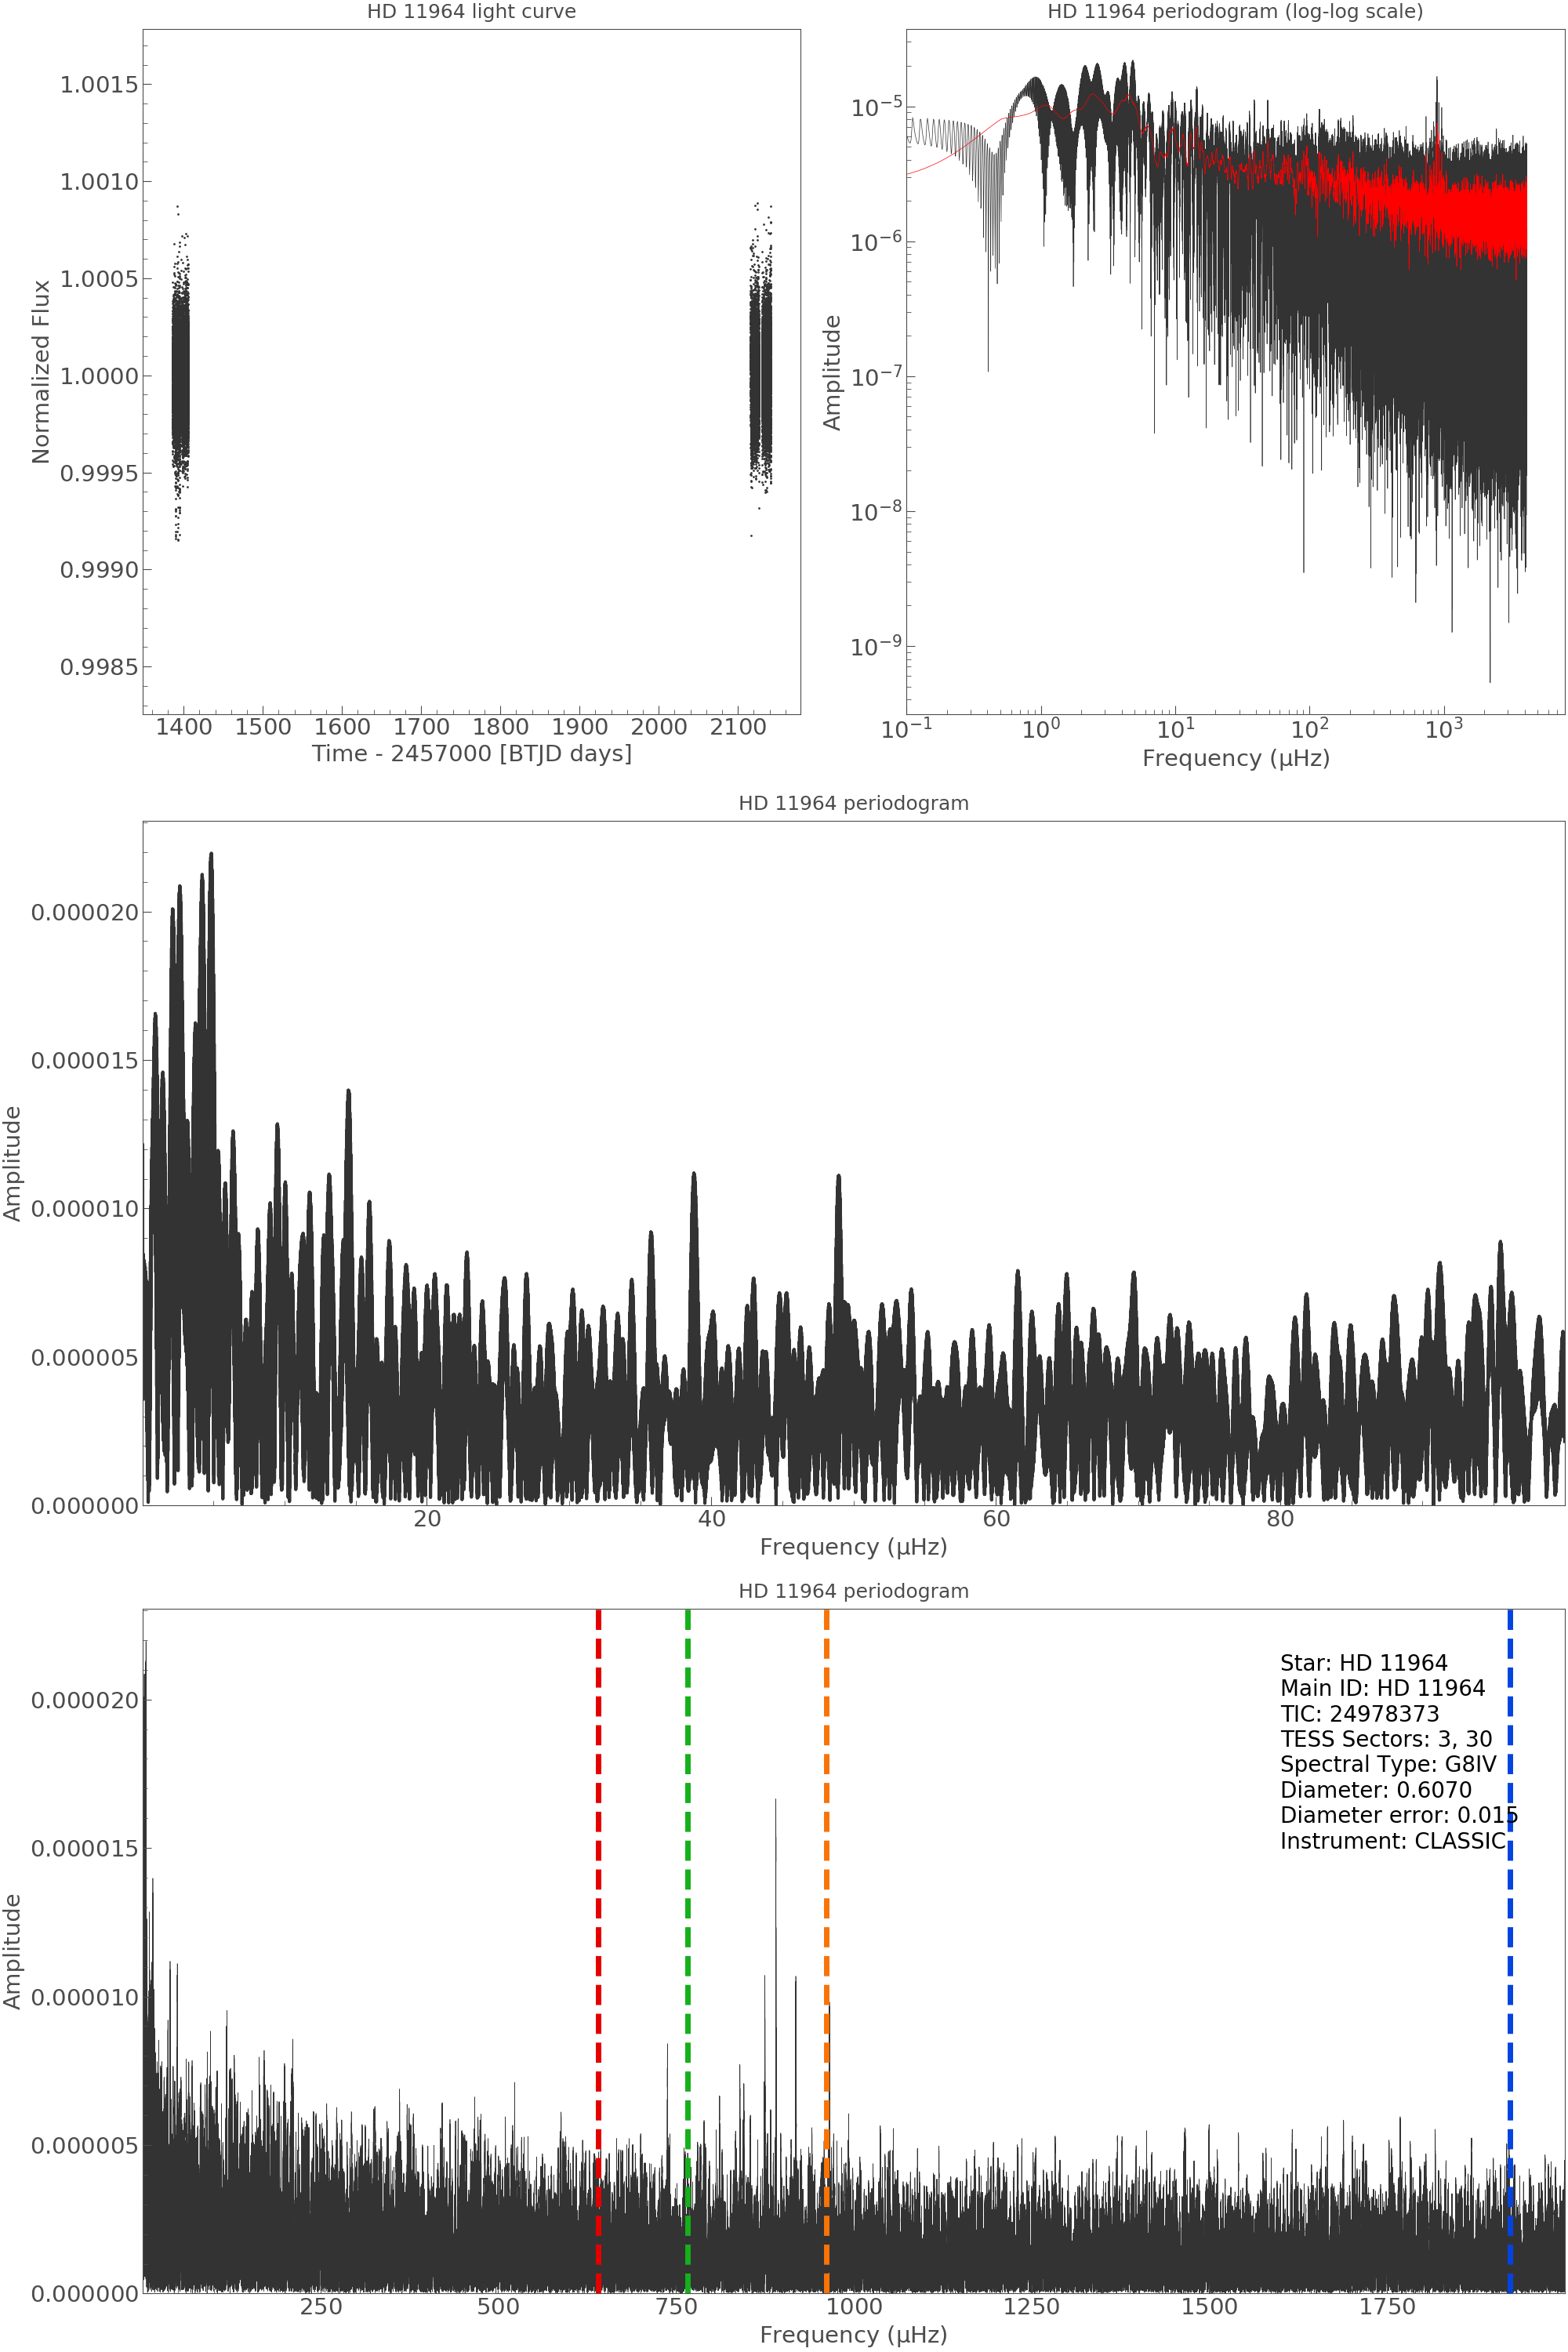 HD 11964 light curve
1.0015
1.0010
1.0005
1.0000
0.9995
0.9990
0.9985
Normalized Flux
1400 1500 1600 1700 1800 1900 2000 2100
Time - 2457000 [BTJD days]
HD 11964 periodogram (log-log scale)
10⁻⁵
10⁻⁶
10⁻⁷
10⁻⁸
10⁻⁹
Amplitude
10⁻¹ 10⁰ 10¹ 10² 10³
Frequency (μHz)
HD 11964 periodogram
0.000020
0.000015
0.000010
0.000005
0.000000
Amplitude
20 40 60 80
Frequency (μHz)
HD 11964 periodogram
0.000020
0.000015
0.000010
0.000005
0.000000
Amplitude
Star: HD 11964
Main ID: HD 11964
TIC: 24978373
TESS Sectors: 3, 30
Spectral Type: G8IV
Diameter: 0.6070
Diameter error: 0.015
Instrument: CLASSIC
250 500 750 1000 1250 1500 1750
Frequency (μHz)